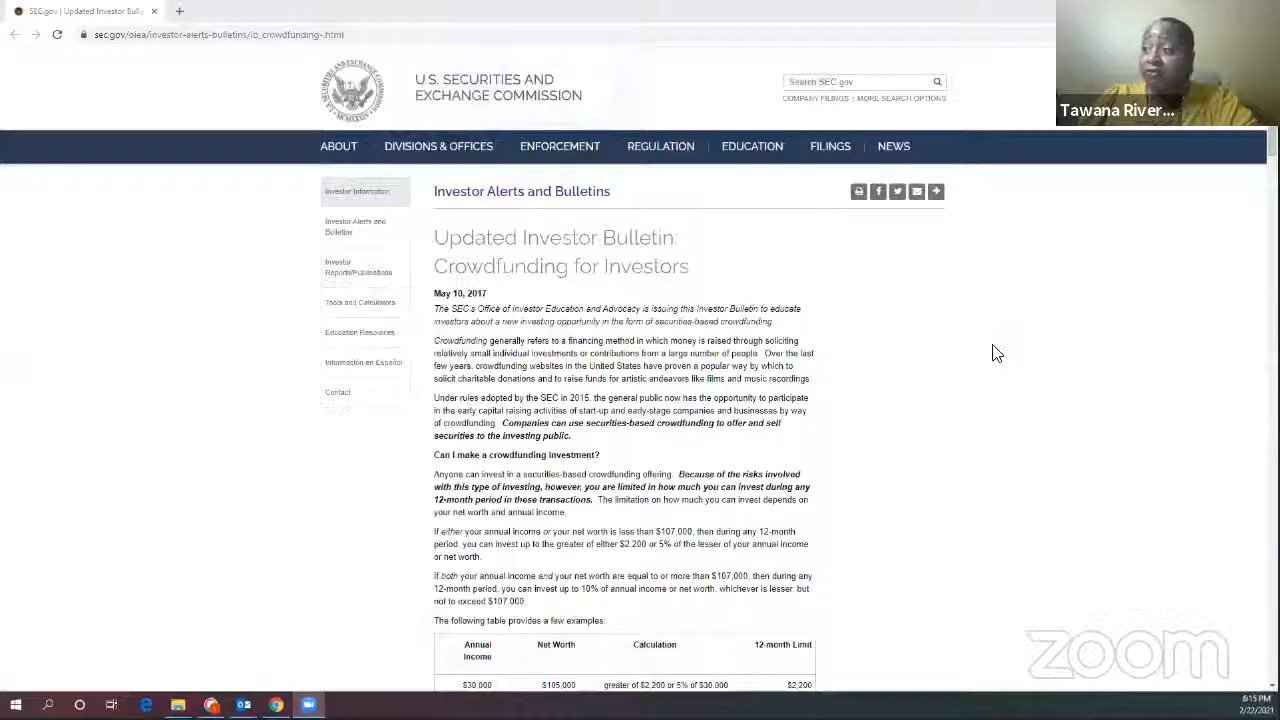 SEC.gov | Updated Investor Bulle
sec.gov/oiea/investor-alerts-bulletins/ib_crowdfunding-.html
Tawana River...
U.S. SECURITIES AND
EXCHANGE COMMISSION
Search SEC.gov
COMPANY FILINGS | MORE SEARCH OPTIONS
ABOUT DIVISIONS & OFFICES ENFORCEMENT REGULATION EDUCATION FILINGS NEWS
Investor Information
Investor Alerts and
Bulletins
Investor
Reports/Publications
Tools and Calculators
Education Resources
Información en Español
Contact
Investor Alerts and Bulletins
Updated Investor Bulletin:
Crowdfunding for Investors
May 10, 2017
The SEC's Office of Investor Education and Advocacy is issuing this Investor Bulletin to educate
investors about a new investing opportunity in the form of securities-based crowdfunding.
Crowdfunding generally refers to a financing method in which money is raised through soliciting
relatively small individual investments or contributions from a large number of people. Over the last
few years, crowdfunding websites in the United States have proven a popular way by which to
solicit charitable donations and to raise funds for artistic endeavors like films and music recordings.
Under rules adopted by the SEC in 2015, the general public now has the opportunity to participate
in the early capital raising activities of start-up and early-stage companies and businesses by way
of crowdfunding. Companies can use securities-based crowdfunding to offer and sell
securities to the investing public.
Can I make a crowdfunding investment?
Anyone can invest in a securities-based crowdfunding offering. Because of the risks involved
with this type of investing, however, you are limited in how much you can invest during any
12-month period in these transactions. The limitation on how much you can invest depends on
your net worth and annual income.
If either your annual income or your net worth is less than $107,000, then during any 12-month
period, you can invest up to the greater of either $2,200 or 5% of the lesser of your annual income
or net worth.
If both your annual income and your net worth are equal to or more than $107,000, then during any
12-month period, you can invest up to 10% of annual income or net worth, whichever is lesser, but
not to exceed $107,000.
The following table provides a few examples:
Annual Income Net Worth Calculation 12-month Limit
$30,000 $105,000 greater of $2,200 or 5% of $30,000 $2,200
zoom
6:15 PM
2/22/2021